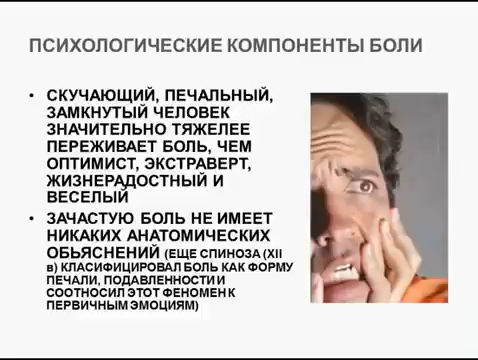 ПСИХОЛОГИЧЕСКИЕ КОМПОНЕНТЫ БОЛИ
• СКУЧАЮЩИЙ, ПЕЧАЛЬНЫЙ,
ЗАМКНУТЫЙ ЧЕЛОВЕК
ЗНАЧИТЕЛЬНО ТЯЖЕЛЕЕ
ПЕРЕЖИВАЕТ БОЛЬ, ЧЕМ
ОПТИМИСТ, ЭКСТРАВЕРТ,
ЖИЗНЕРАДОСТНЫЙ И
ВЕСЕЛЫЙ
• ЗАЧАСТУЮ БОЛЬ НЕ ИМЕЕТ
НИКАКИХ АНАТОМИЧЕСКИХ
ОБЬЯСНЕНИЙ (ЕЩЕ СПИНОЗА (XII
в) КЛАСИФИЦИРОВАЛ БОЛЬ КАК ФОРМУ
ПЕЧАЛИ, ПОДАВЛЕННОСТИ И
СООТНОСИЛ ЭТОТ ФЕНОМЕН К
ПЕРВИЧНЫМ ЭМОЦИЯМ)